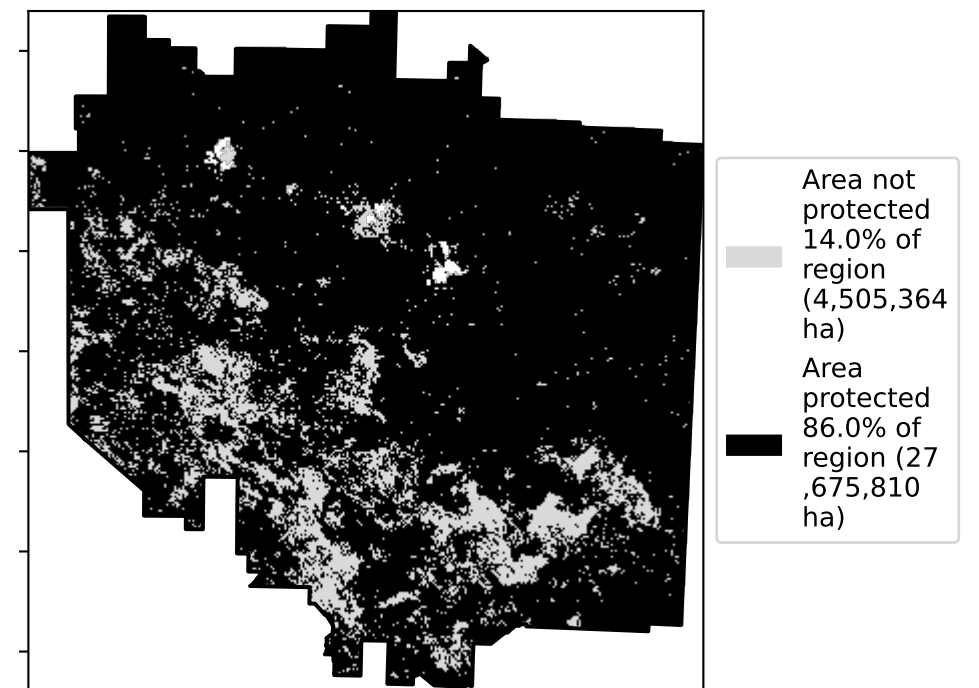 Area not
protected
14.0% of
region
(4,505,364
ha)
Area
protected
86.0% of
region (27
,675,810
ha)